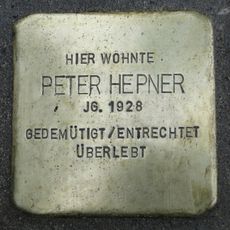 HIER WOHNTE
PETER HEPNER
JG. 1928
GEDEMÜTIGT/ENTRECHTET
ÜBERLEBT